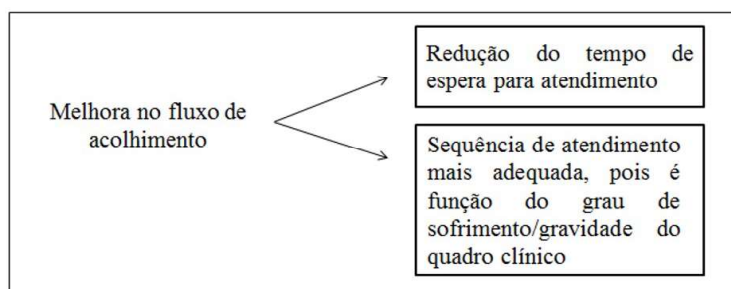 Melhora no fluxo de
acolhimento
Redução do tempo de
espera para atendimento
Sequência de atendimento
mais adequada, pois é
função do grau de
sofrimento/gravidade do
quadro clínico